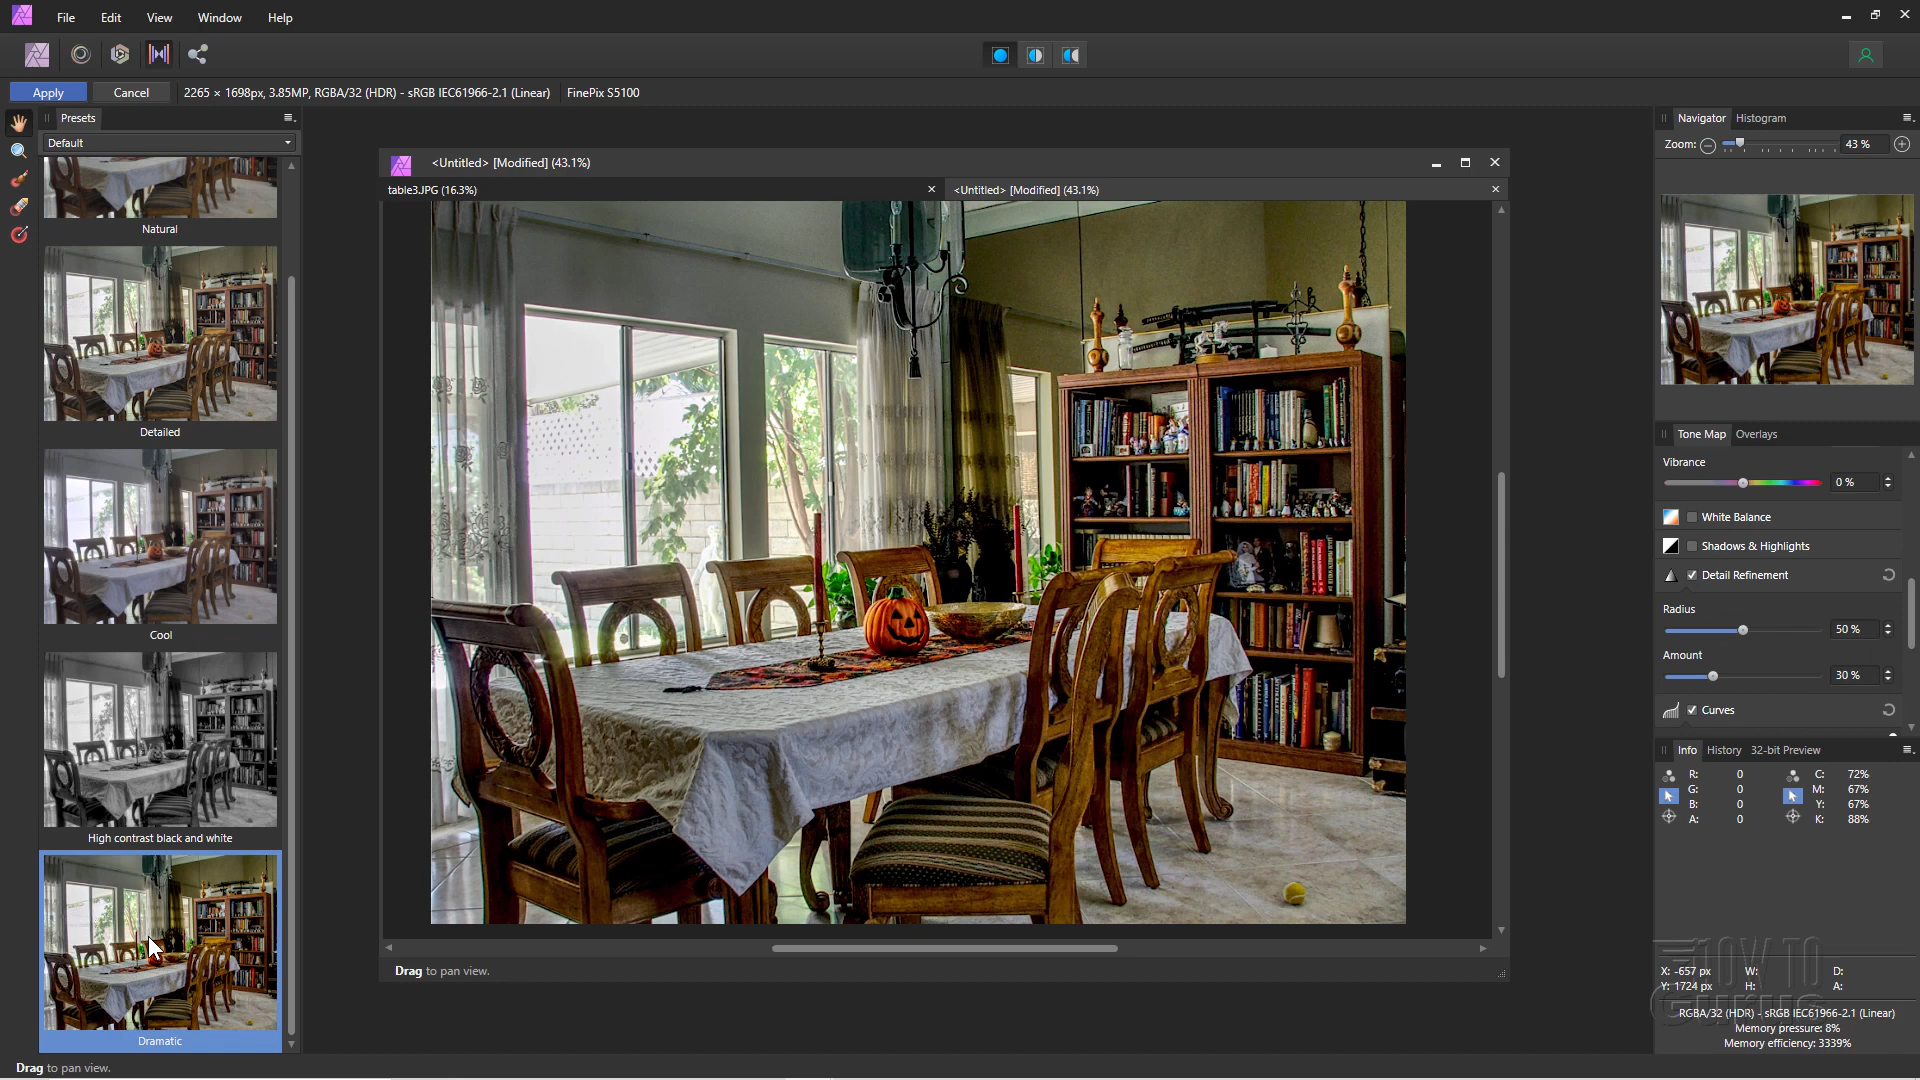 File Edit View Window Help
Apply Cancel 2265 × 1698px, 3.85MP, RGBA/32 (HDR) - sRGB IEC61966-2.1 (Linear) FinePix S5100
Presets
Default
Natural
Detailed
Cool
High contrast black and white
Dramatic
<Untitled> [Modified] (43.1%)
table3.JPG (16.3%)
<Untitled> [Modified] (43.1%)
Drag to pan view.
Navigator Histogram
Zoom: 43 %
Tone Map Overlays
Vibrance
0 %
White Balance
Shadows & Highlights
Detail Refinement
Radius
50 %
Amount
30 %
Curves
Info History 32-bit Preview
R: 0 C: 72%
G: 0 M: 67%
B: 0 Y: 67%
A: 0 K: 88%
HOW TO
GURUS
X: -657 px W: D:
Y: 1724 px H: A:
RGBA/32 (HDR) - sRGB IEC61966-2.1 (Linear)
Memory pressure: 8%
Memory efficiency: 3339%
Drag to pan view.